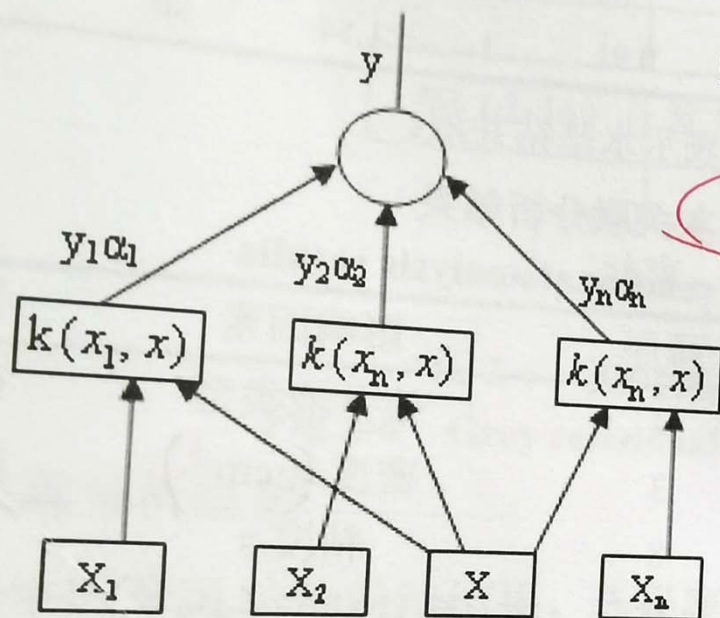 y
y₁α₁
y₂α₂
yₙαₙ
k(x₁, x)
k(xₙ, x)
k(xₙ, x)
X₁
X₂
X
Xₙ